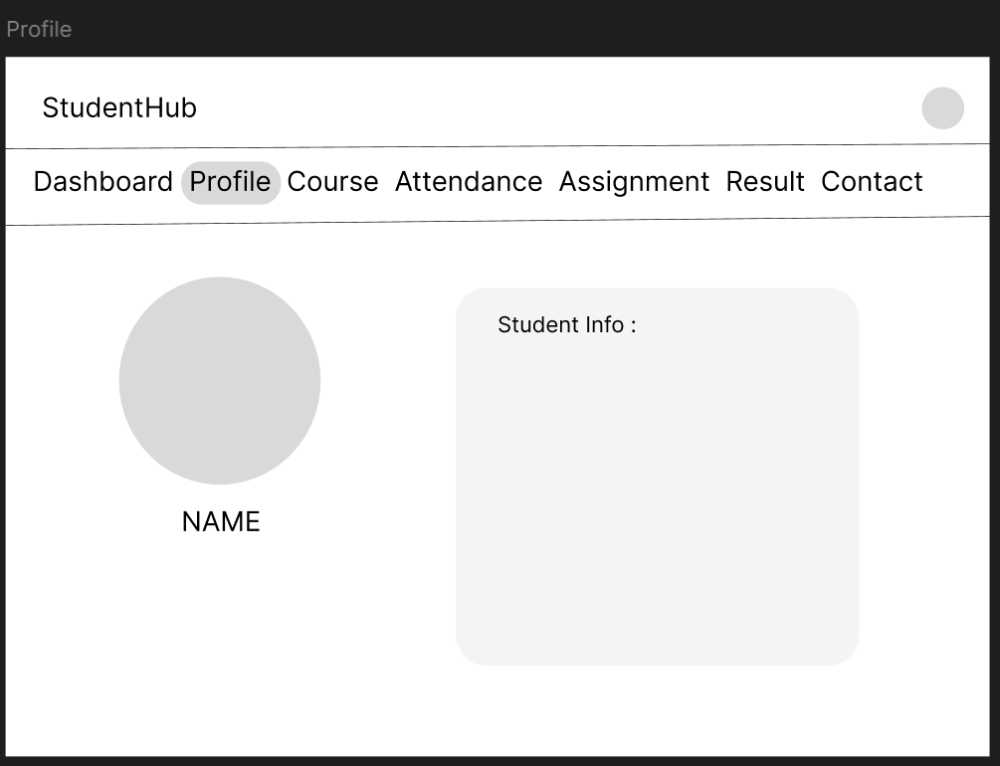 Profile
StudentHub
Dashboard Profile Course Attendance Assignment Result Contact
Student Info :
NAME